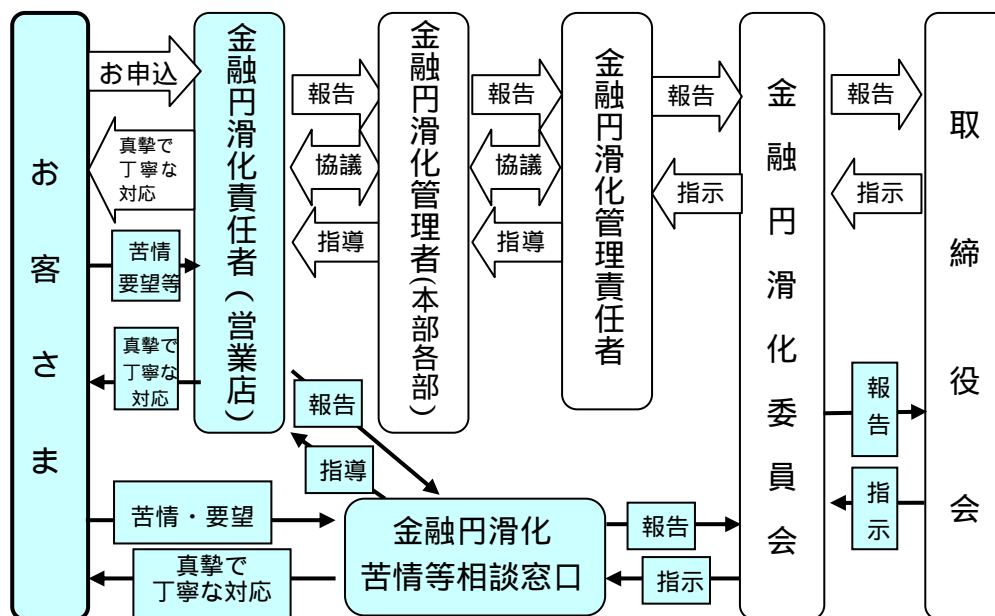 お客さま
お申込
真摯で
丁寧な
対応
苦情
要望等
真摯で
丁寧な
対応
金融円滑化責任者(営業店)
報告
協議
指導
金融円滑化管理者(本部各部)
報告
協議
指導
金融円滑化管理責任者
報告
指示
金融円滑化委員会
報告
指示
報告
指示
取締役会
報告
指導
苦情・要望
真摯で
丁寧な対応
金融円滑化
苦情等相談窓口
報告
指示